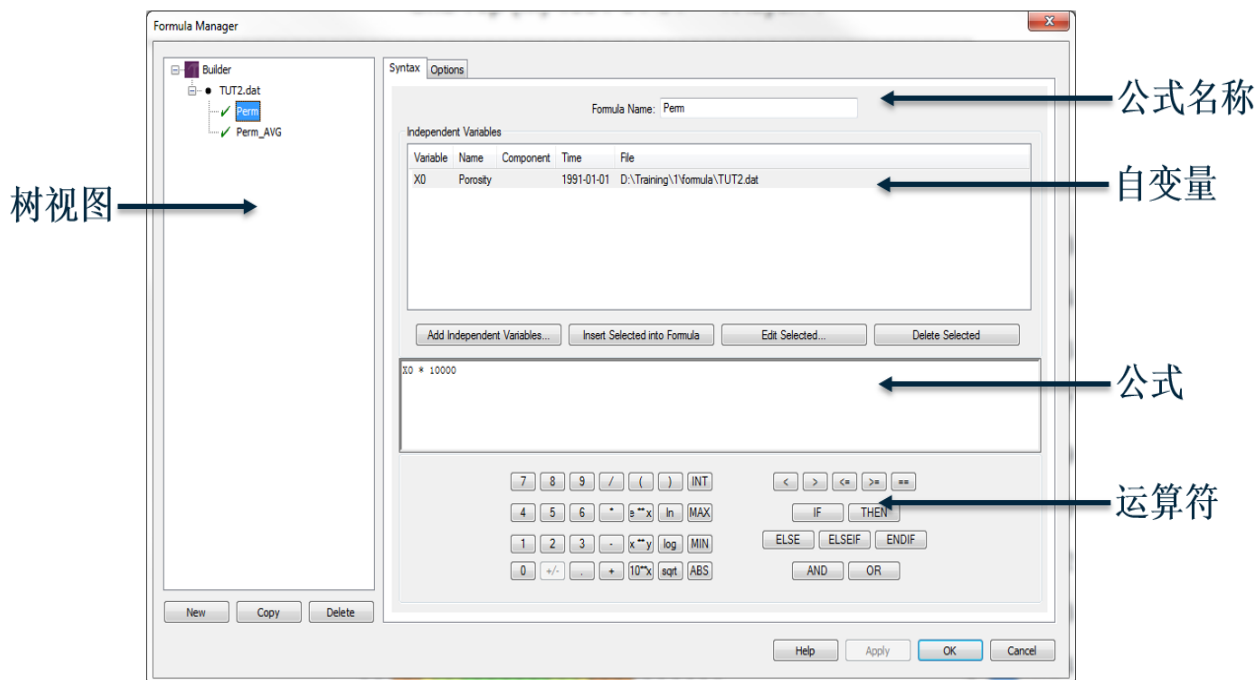 Formula Manager
x
Builder
TUT2.dat
Perm
Perm_AVG
New Copy Delete
Syntax Options
Formula Name: Perm
Independent Variables
Variable Name Component Time File
X0 Porosity 1991-01-01 D:\Training\1\formula\TUT2.dat
Add Independent Variables... Insert Selected into Formula Edit Selected... Delete Selected
X0 * 10000
7 8 9 / ( ) INT < > <= >= ==
4 5 6 * e**x ln MAX IF THEN
1 2 3 - x**y log MIN ELSE ELSEIF ENDIF
0 +/- . + 10**x sqrt ABS AND OR
Help Apply OK Cancel
树视图
公式名称
自变量
公式
运算符